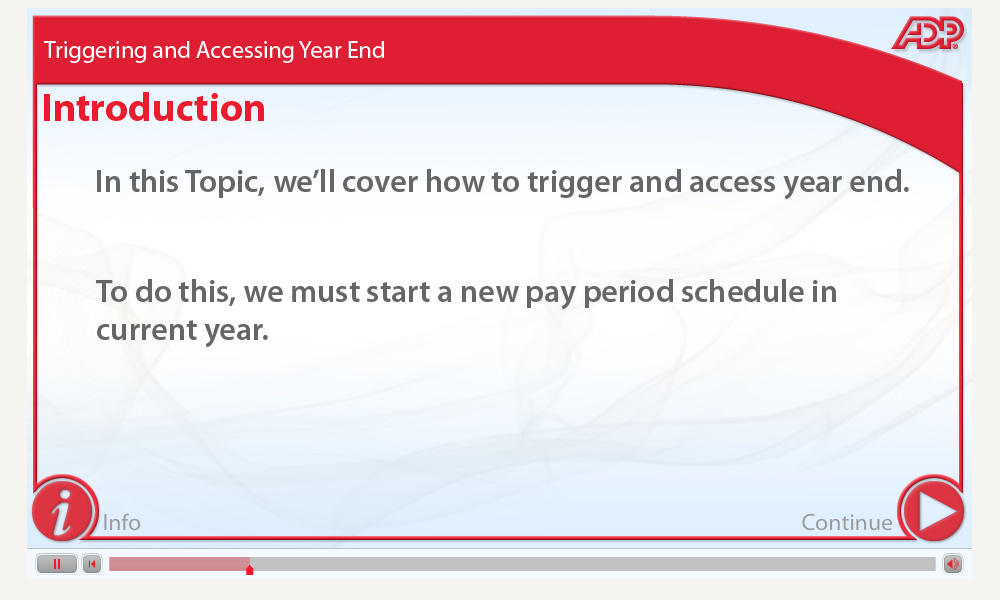 Triggering and Accessing Year End
ADP
Introduction
In this Topic, we'll cover how to trigger and access year end.
To do this, we must start a new pay period schedule in
current year.
i
Info
Continue